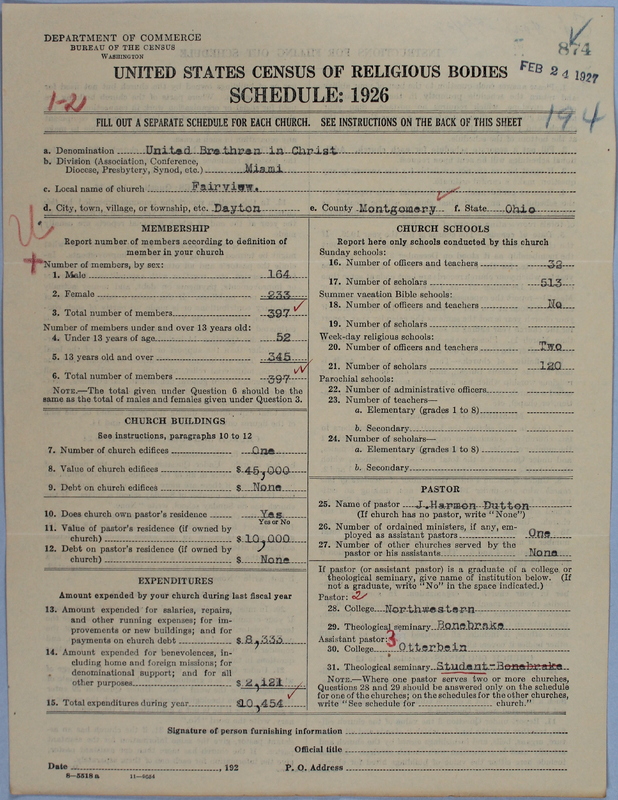 DEPARTMENT OF COMMERCE
BUREAU OF THE CENSUS
WASHINGTON
874
FEB 24 1927
UNITED STATES CENSUS OF RELIGIOUS BODIES
SCHEDULE: 1926
1-2
194
FILL OUT A SEPARATE SCHEDULE FOR EACH CHURCH. SEE INSTRUCTIONS ON THE BACK OF THIS SHEET
a. Denomination United Brethren in Christ
b. Division (Association, Conference,
Diocese, Presbytery, Synod, etc.) Miami
c. Local name of church Fairview.
d. City, town, village, or township, etc. Dayton e. County Montgomery f. State Ohio
MEMBERSHIP
Report number of members according to definition of
member in your church
Number of members, by sex:
1. Male 164
2. Female 233
3. Total number of members 397
Number of members under and over 13 years old:
4. Under 13 years of age 52
5. 13 years old and over 345
6. Total number of members 397
NOTE.—The total given under Question 6 should be the
same as the total of males and females given under Question 3.
CHURCH BUILDINGS
See instructions, paragraphs 10 to 12
7. Number of church edifices One
8. Value of church edifices $ 45,000
9. Debt on church edifices $ None
10. Does church own pastor's residence Yes
Yes or No
11. Value of pastor's residence (if owned by
church) $ 10,000
12. Debt on pastor's residence (if owned by
church) $ None
EXPENDITURES
Amount expended by your church during last fiscal year
13. Amount expended for salaries, repairs,
and other running expenses; for im-
provements or new buildings; and for
payments on church debt $ 8,333
14. Amount expended for benevolences, in-
cluding home and foreign missions; for
denominational support; and for all
other purposes $ 2,121
15. Total expenditures during year $10,454
CHURCH SCHOOLS
Report here only schools conducted by this church
Sunday schools:
16. Number of officers and teachers 32
17. Number of scholars 513
Summer vacation Bible schools:
18. Number of officers and teachers No
19. Number of scholars
Week-day religious schools:
20. Number of officers and teachers Two
21. Number of scholars 120
Parochial schools:
22. Number of administrative officers
23. Number of teachers—
a. Elementary (grades 1 to 8)
b. Secondary
24. Number of scholars—
a. Elementary (grades 1 to 8)
b. Secondary
PASTOR
25. Name of pastor J. Harmon Dutton
(If church has no pastor, write "None")
26. Number of ordained ministers, if any, em-
ployed as assistant pastors One
27. Number of other churches served by the
pastor or his assistants None
If pastor (or assistant pastor) is a graduate of a college or
theological seminary, give name of institution below. (If
not a graduate, write "No" in the space indicated.)
Pastor: 2
28. College Northwestern
29. Theological seminary Bonebrake
Assistant pastor: 3
30. College Otterbein
31. Theological seminary Student-Bonebrake
NOTE.—Where one pastor serves two or more churches,
Questions 28 and 29 should be answered only on the schedule
for one of the churches; on the schedules for the other churches,
write "See schedule for church."
Signature of person furnishing information
Official title
Date , 192 P. O. Address
8—5518 a 11—9034